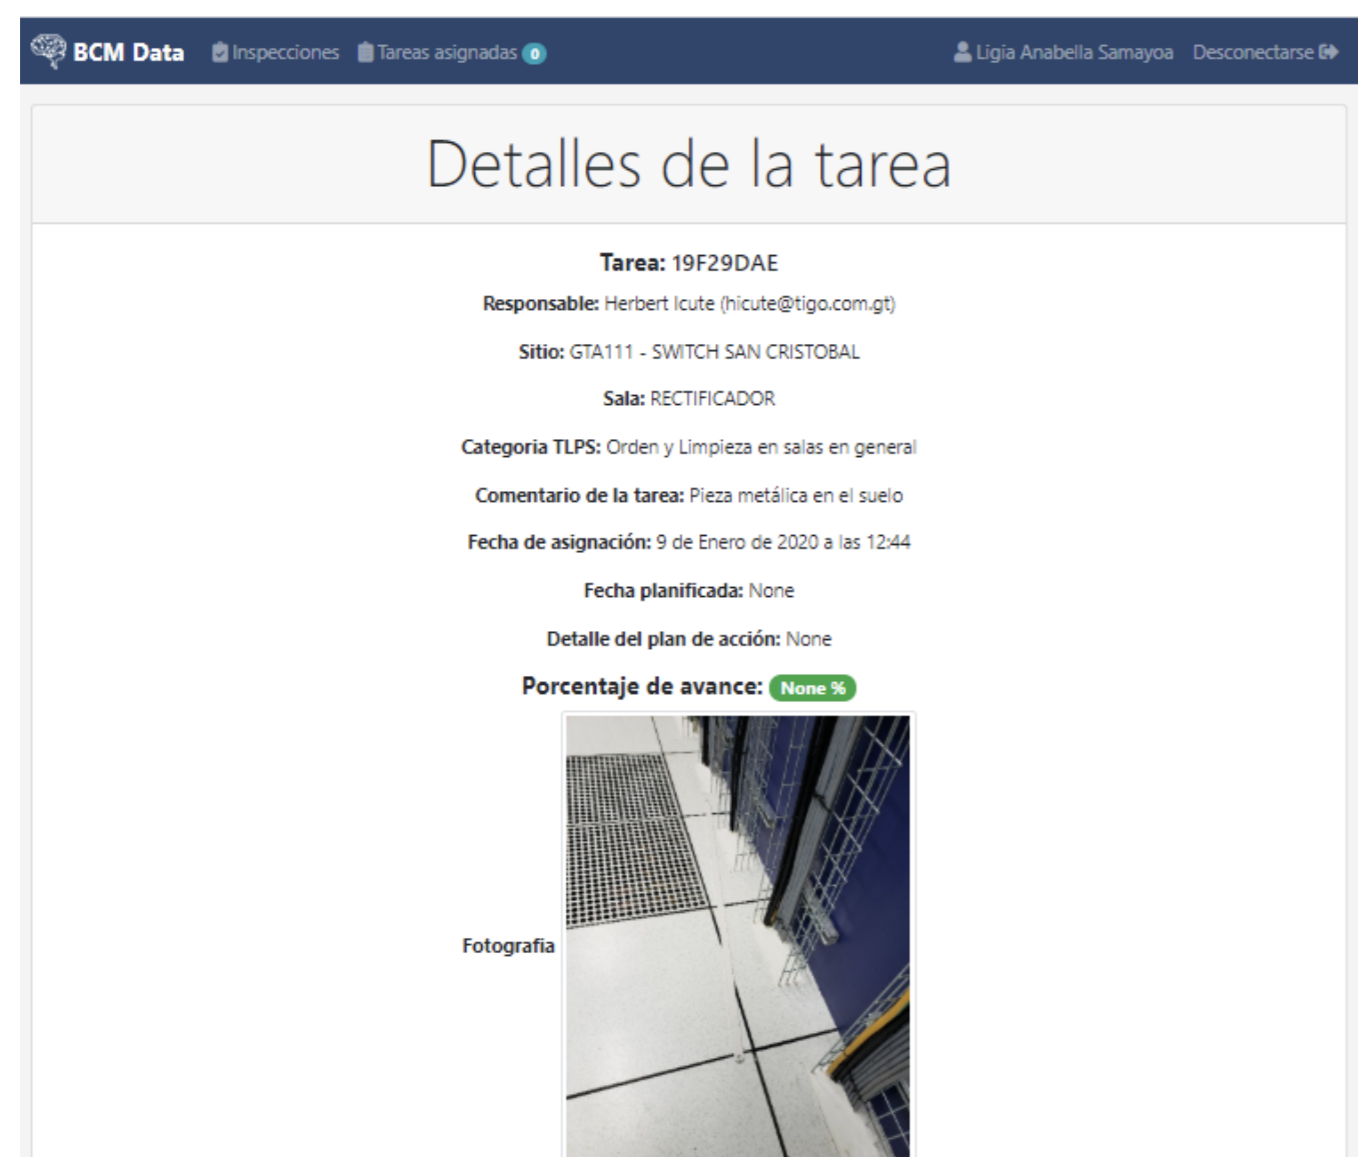 BCM Data Inspecciones Tareas asignadas 0 Ligia Anabella Samayoa Desconectarse
Detalles de la tarea
Tarea: 19F29DAE
Responsable: Herbert Icute (hicute@tigo.com.gt)
Sitio: GTA111 - SWITCH SAN CRISTOBAL
Sala: RECTIFICADOR
Categoria TLPS: Orden y Limpieza en salas en general
Comentario de la tarea: Pieza metálica en el suelo
Fecha de asignación: 9 de Enero de 2020 a las 12:44
Fecha planificada: None
Detalle del plan de acción: None
Porcentaje de avance: None %
Fotografia